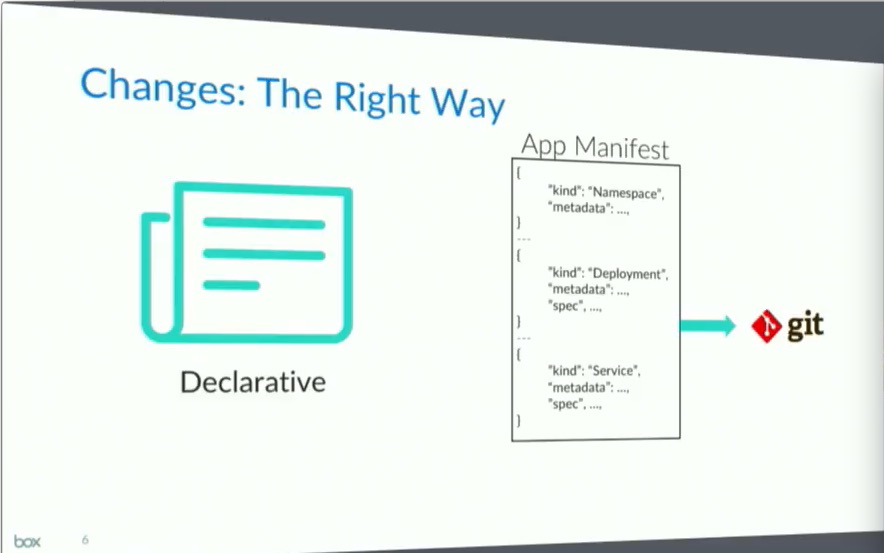 Changes: The Right Way
App Manifest
{
"kind": "Namespace",
"metadata": ...,
}
---
{
"kind": "Deployment",
"metadata": ...,
"spec", ...,
}
---
{
"kind": "Service",
"metadata": ...,
"spec", ...,
}
git
Declarative
box 6